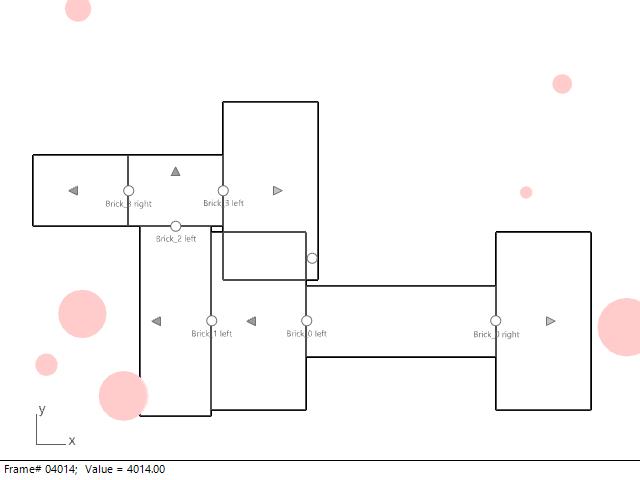 Brick_3 right
Brick_3 left
Brick_2 left
Brick_1 left
Brick_0 left
Brick_0 right
y
x
Frame# 04014;  Value = 4014.00